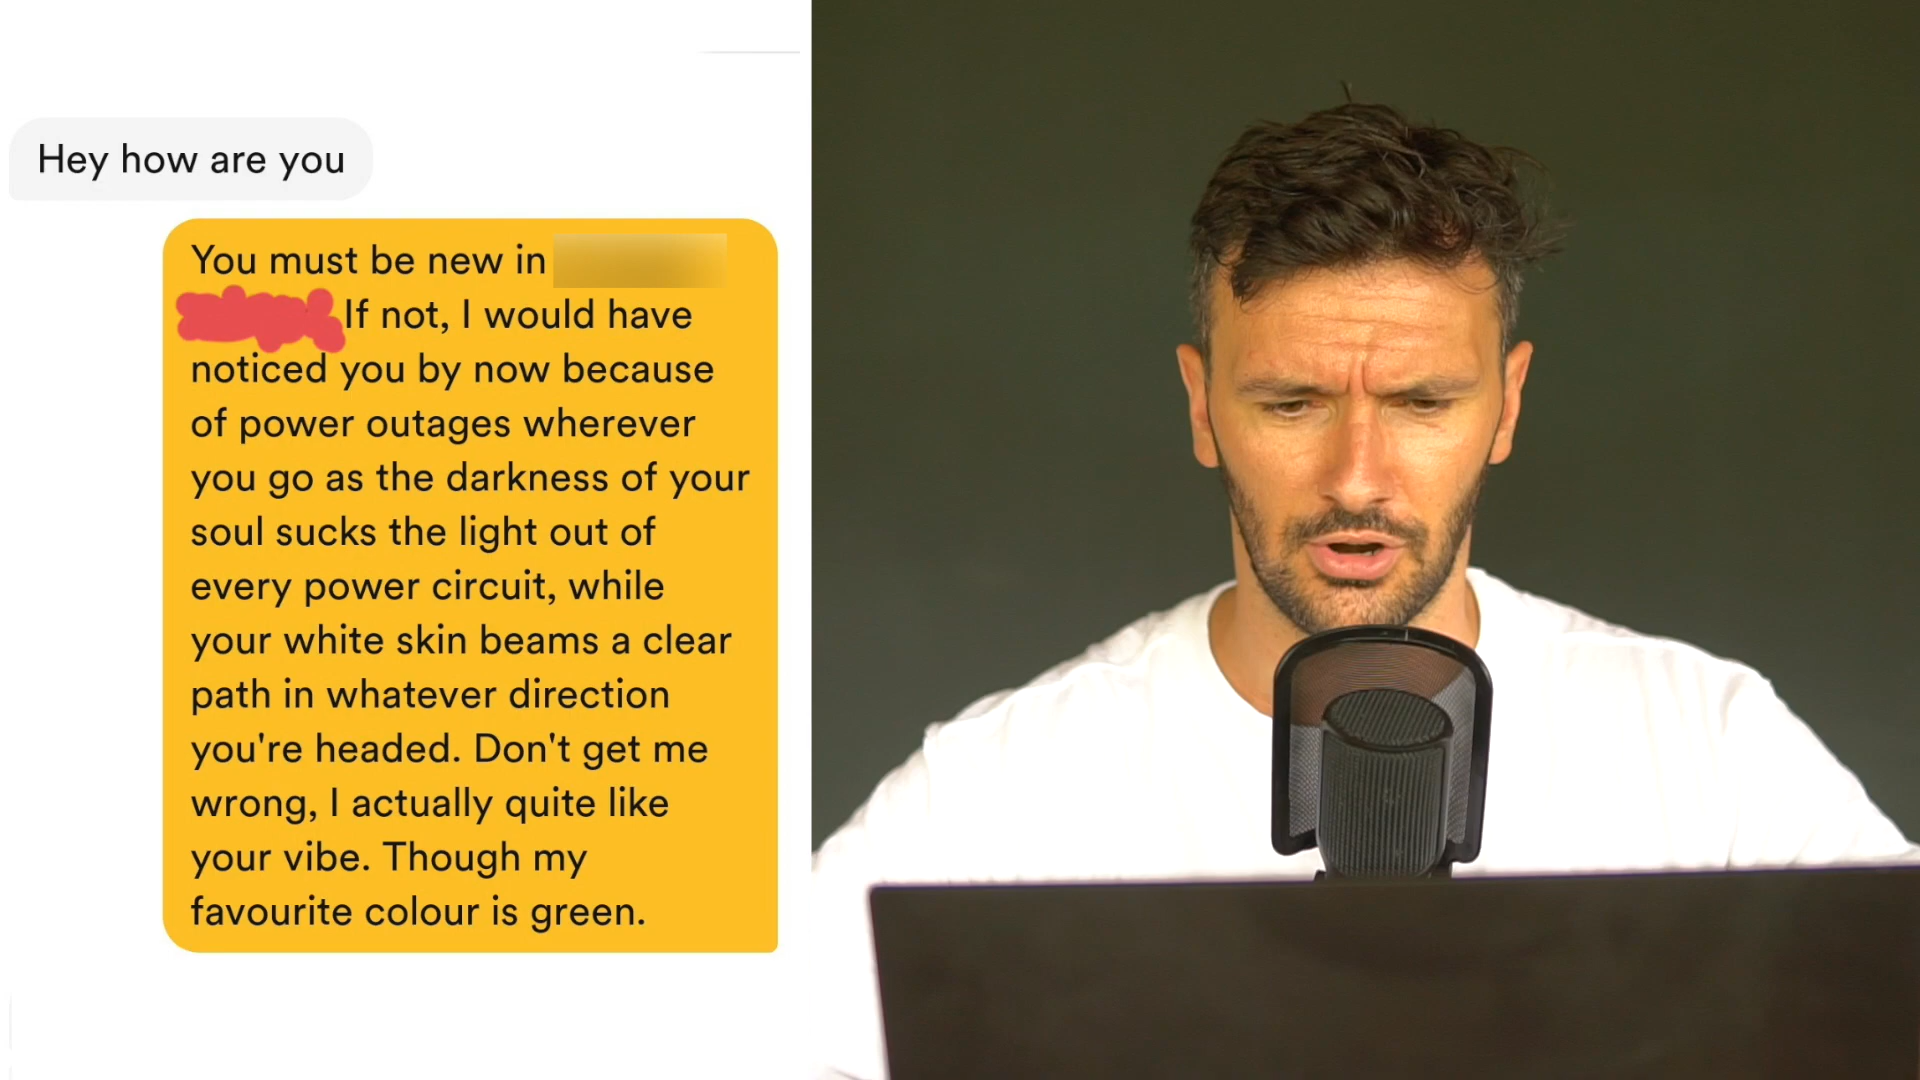 Hey how are you
You must be new in
If not, I would have
noticed you by now because
of power outages wherever
you go as the darkness of your
soul sucks the light out of
every power circuit, while
your white skin beams a clear
path in whatever direction
you're headed. Don't get me
wrong, I actually quite like
your vibe. Though my
favourite colour is green.